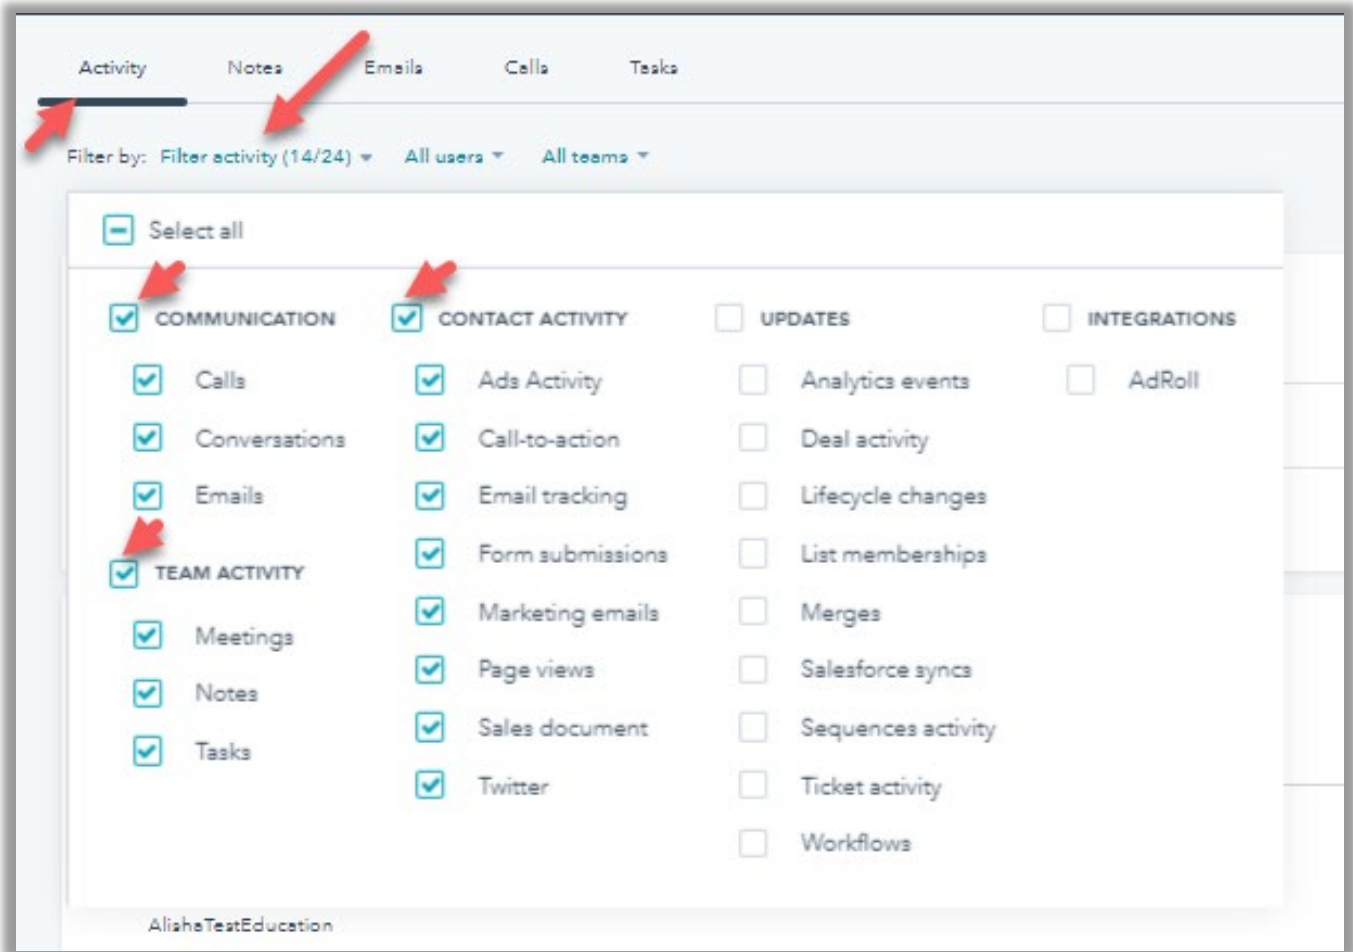 Activity Notes Emails Calls Tasks
Filter by: Filter activity (14/24) All users All teams
Select all
COMMUNICATION CONTACT ACTIVITY UPDATES INTEGRATIONS
Calls Ads Activity Analytics events AdRoll
Conversations Call-to-action Deal activity
Emails Email tracking Lifecycle changes
Form submissions List memberships
TEAM ACTIVITY
Marketing emails Merges
Meetings
Page views Salesforce syncs
Notes
Sales document Sequences activity
Tasks
Twitter Ticket activity
Workflows
AlishaTestEducation